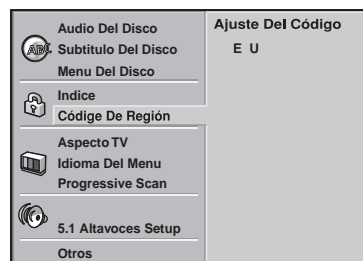 Audio Del Disco
Subtitulo Del Disco
Menu Del Disco
Indice
Códige De Región
Aspecto TV
Idioma Del Menu
Progressive Scan
5.1 Altavoces Setup
Otros
Ajuste Del Código
E U